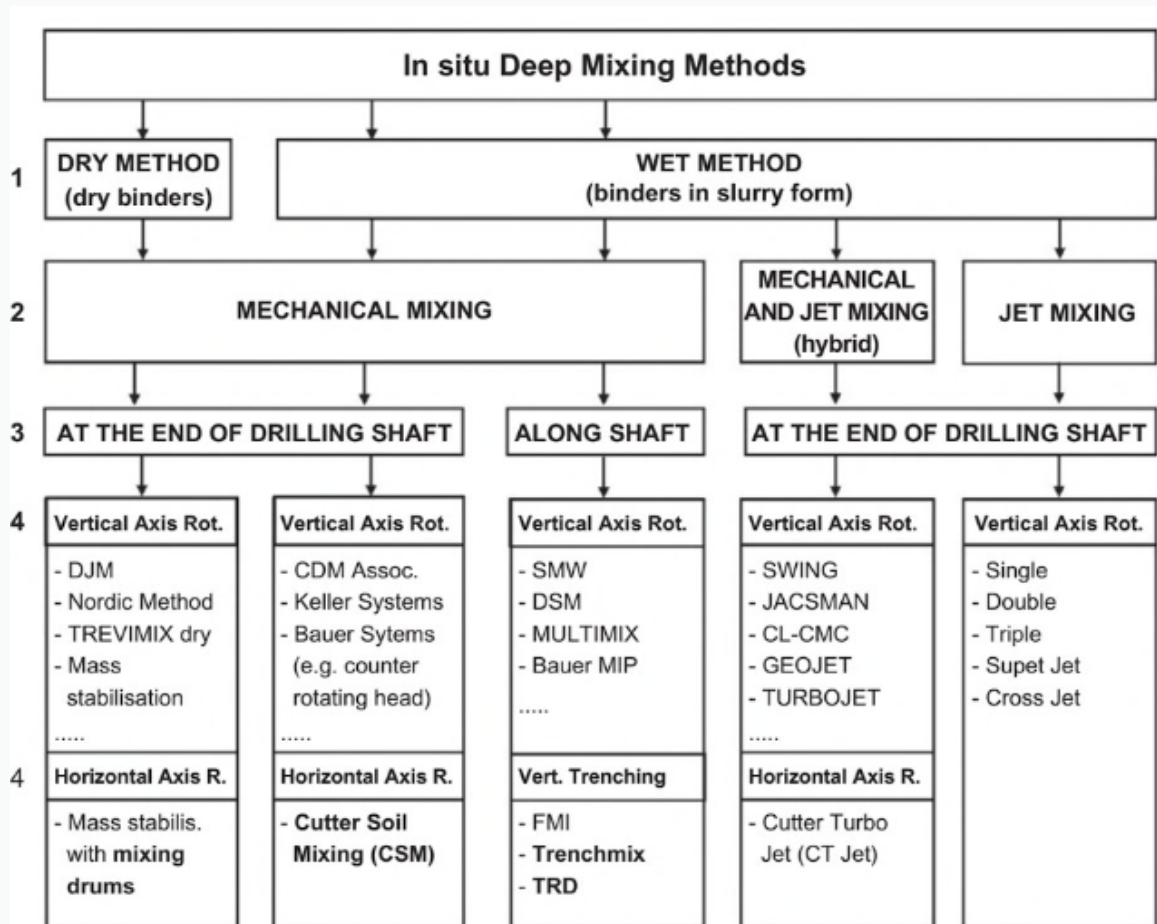 In situ Deep Mixing Methods
1
DRY METHOD
(dry binders)
WET METHOD
(binders in slurry form)
2
MECHANICAL MIXING
MECHANICAL
AND JET MIXING
(hybrid)
JET MIXING
3
AT THE END OF DRILLING SHAFT
ALONG SHAFT
AT THE END OF DRILLING SHAFT
4
Vertical Axis Rot.
- DJM
- Nordic Method
- TREVIMIX dry
- Mass
stabilisation
.....
Vertical Axis Rot.
- CDM Assoc.
- Keller Systems
- Bauer Sytems
(e.g. counter
rotating head)
.....
Vertical Axis Rot.
- SMW
- DSM
- MULTIMIX
- Bauer MIP
.....
Vertical Axis Rot.
- SWING
- JACSMAN
- CL-CMC
- GEOJET
- TURBOJET
.....
Vertical Axis Rot.
- Single
- Double
- Triple
- Supet Jet
- Cross Jet
4
Horizontal Axis R.
- Mass stabilis.
with mixing
drums
Horizontal Axis R.
- Cutter Soil
Mixing (CSM)
Vert. Trenching
- FMI
- Trenchmix
- TRD
Horizontal Axis R.
- Cutter Turbo
Jet (CT Jet)